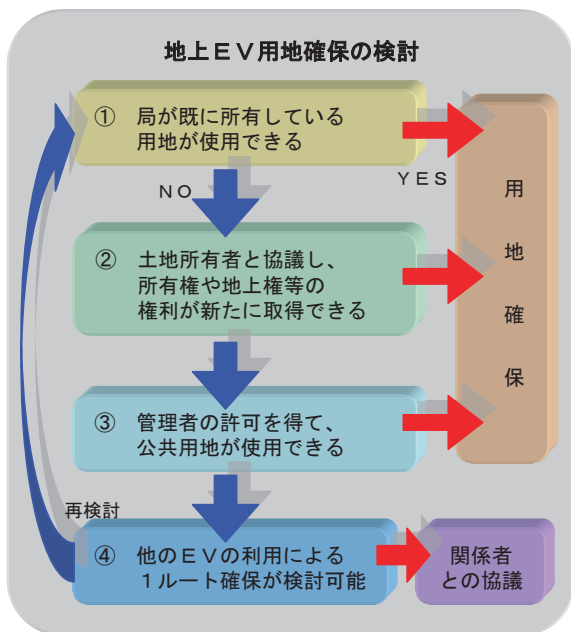 地上ＥＶ用地確保の検討
① 局が既に所有している
用地が使用できる
ＮＯ
ＹＥＳ
② 土地所有者と協議し、
所有権や地上権等の
権利が新たに取得できる
③ 管理者の許可を得て、
公共用地が使用できる
用地確保
再検討
④ 他のＥＶの利用による
１ルート確保が検討可能
関係者
との協議